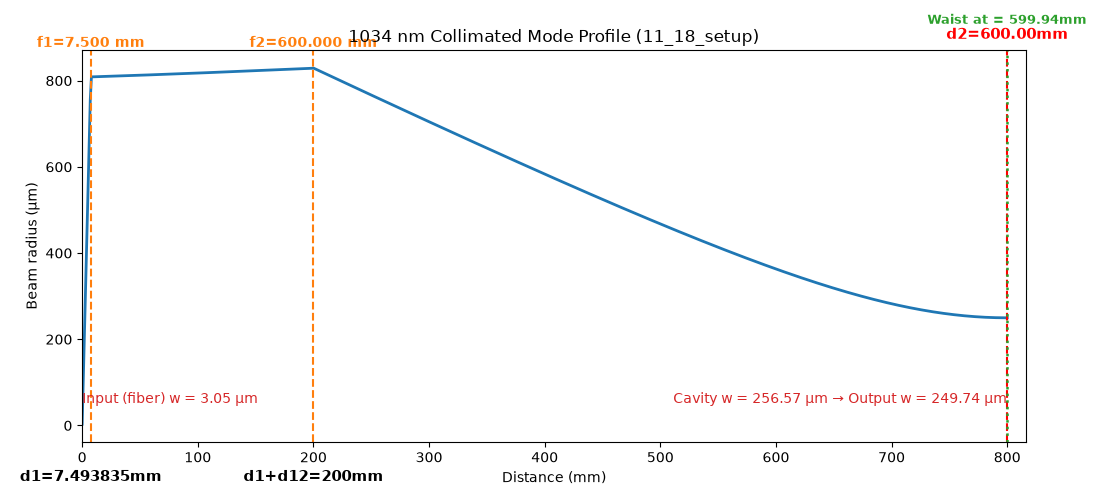 Waist at = 599.94mm
d2=600.00mm
f1=7.500 mm
f2=600.000 mm
1034 nm Collimated Mode Profile (11_18_setup)
Beam radius (μm)
800
600
400
200
0
Input (fiber) w = 3.05 μm
Cavity w = 256.57 μm → Output w = 249.74 μm
0
100
200
300
400
500
600
700
800
d1=7.493835mm
d1+d12=200mm
Distance (mm)